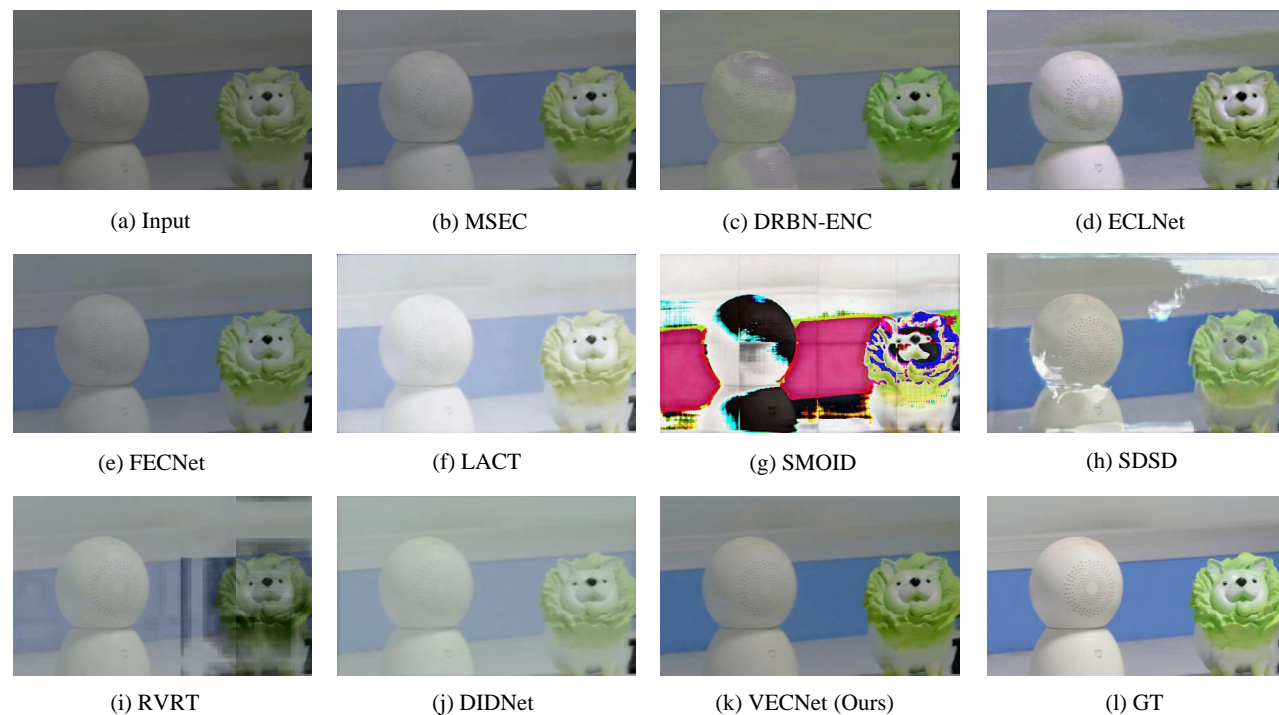 (a) Input
(b) MSEC
(c) DRBN-ENC
(d) ECLNet
(e) FECNet
(f) LACT
(g) SMOID
(h) SDSD
(i) RVRT
(j) DIDNet
(k) VECNet (Ours)
(l) GT